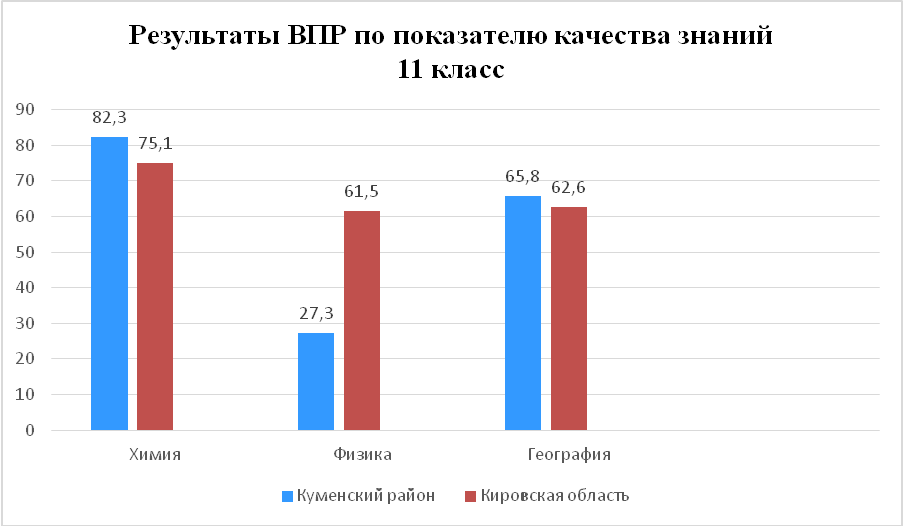 Результаты ВПР по показателю качества знаний
11 класс
90
80
70
60
50
40
30
20
10
0
82,3
75,1
27,3
61,5
65,8
62,6
Химия
Физика
География
Куменский район
Кировская область